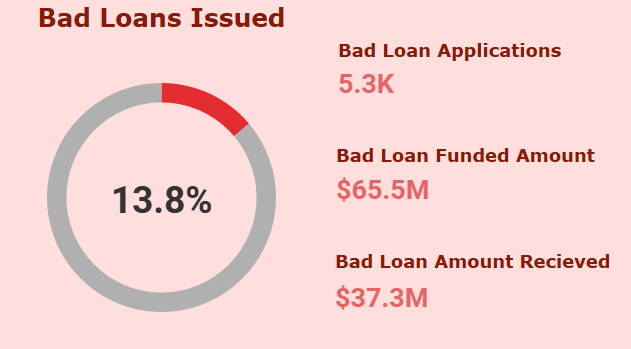 Bad Loans Issued
Bad Loan Applications
5.3K
13.8%
Bad Loan Funded Amount
$65.5M
Bad Loan Amount Recieved
$37.3M